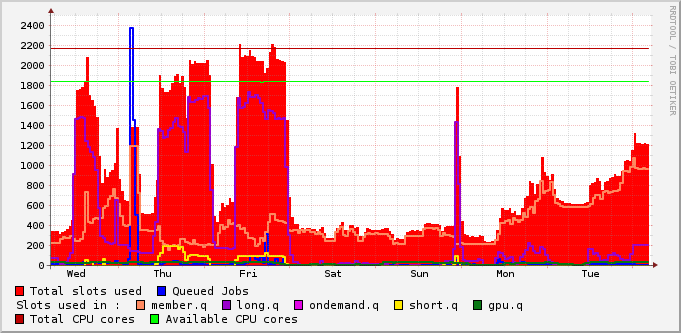 2400
2200
2000
1800
1600
1400
1200
1000
800
600
400
200
0
Wed Thu Fri Sat Sun Mon Tue
Total slots used Queued Jobs
Slots used in : member.q long.q ondemand.q short.q gpu.q
Total CPU cores Available CPU cores
RRDTOOL / TOBI OETIKER